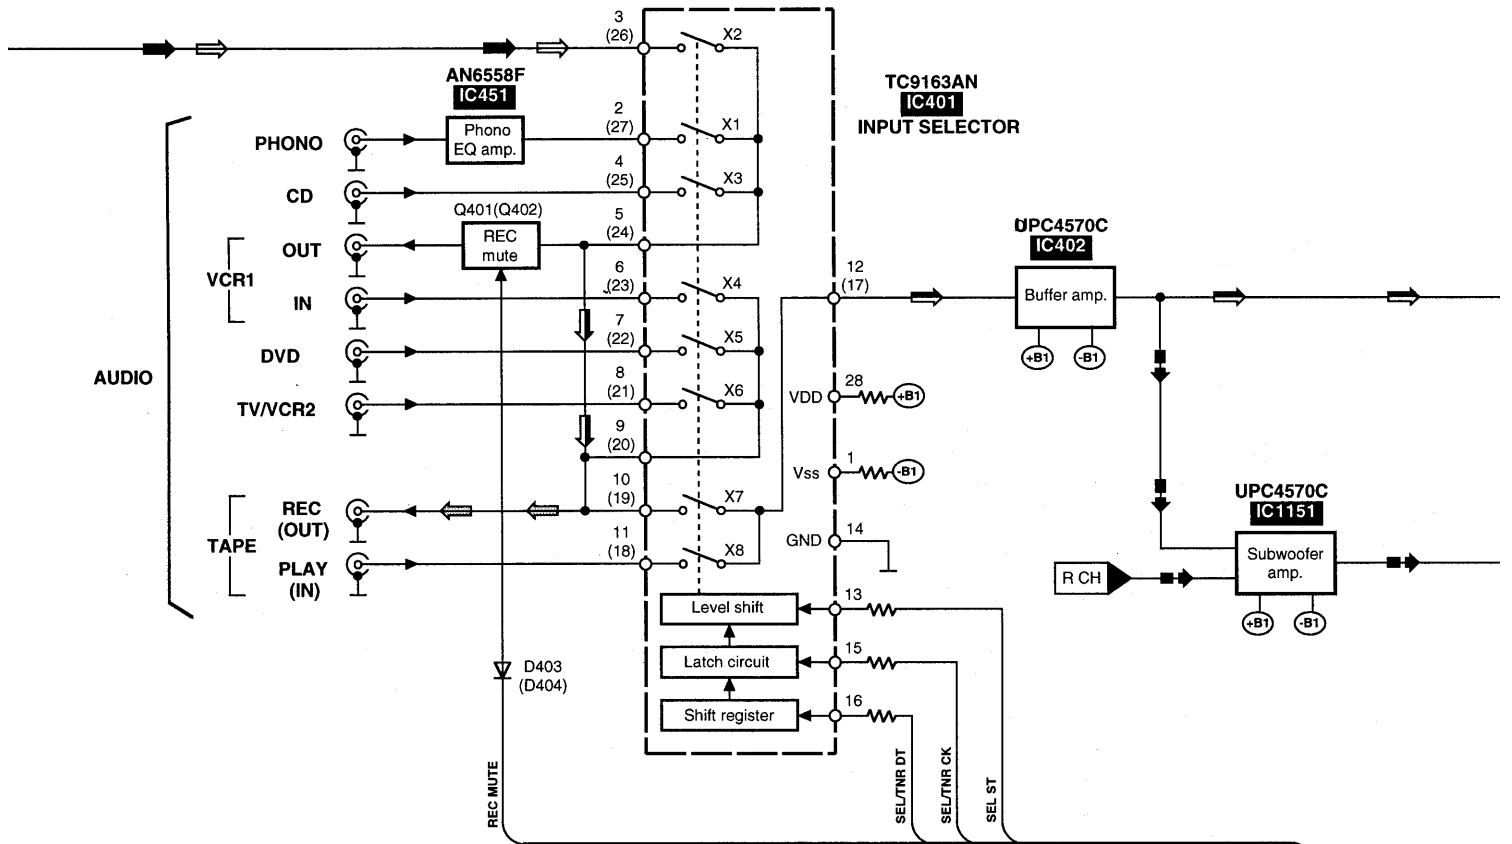 3
(26)
X2
AN6558F
IC451
TC9163AN
IC401
INPUT SELECTOR
2
(27)
X1
PHONO
Phono
EQ amp.
4
(25)
X3
CD
Q401(Q402)
5
(24)
OUT
REC
mute
UPC4570C
IC402
VCR1
6
(23)
X4
12
(17)
IN
Buffer amp.
7
(22)
X5
DVD
+B1
-B1
AUDIO
8
(21)
X6
TV/VCR2
VDD
28
+B1
9
(20)
Vss
1
-B1
10
(19)
X7
REC
(OUT)
UPC4570C
IC1151
TAPE
11
(18)
X8
GND
14
PLAY
(IN)
Subwoofer
amp.
R CH
Level shift
13
+B1
-B1
Latch circuit
15
D403
(D404)
Shift register
16
REC MUTE
SEL/TNR DT
SEL/TNR CK
SEL ST